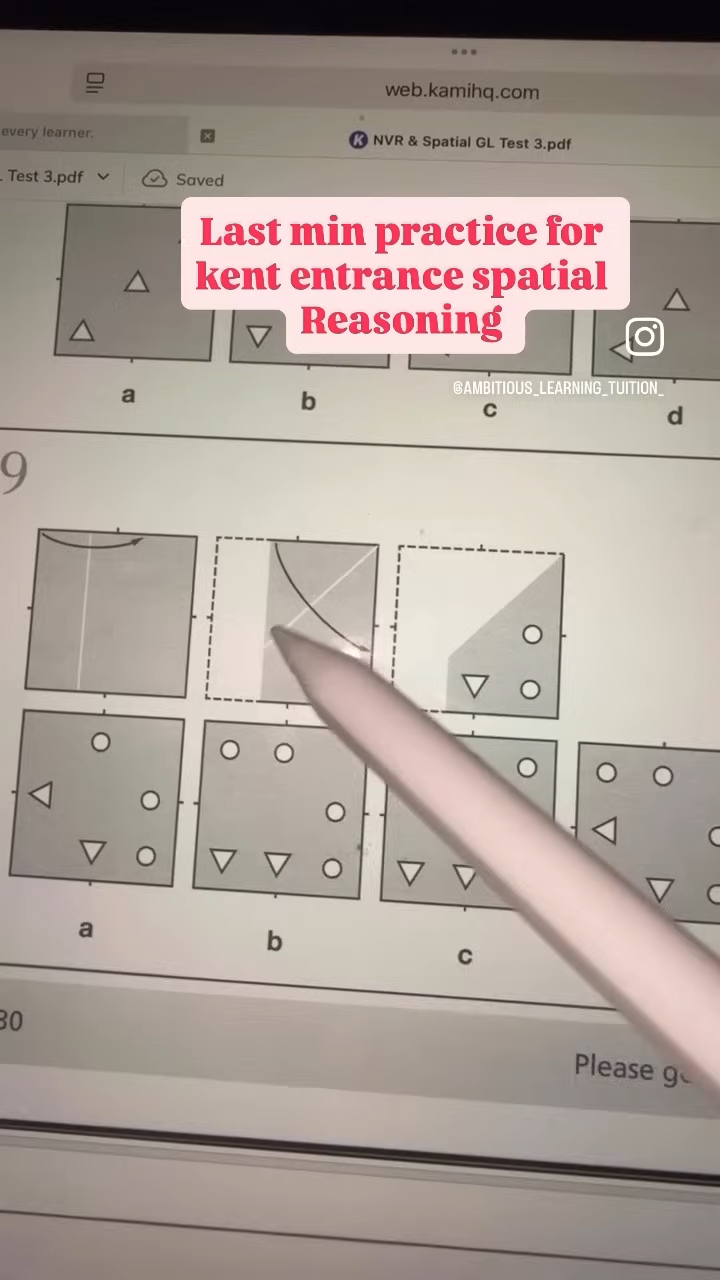 web.kamihq.com
every learner.
NVR & Spatial GL Test 3.pdf
Test 3.pdf
Saved
Last min practice for
kent entrance spatial
Reasoning
@AMBITIOUS_LEARNING_TUITION_
a b c d
9
a b c
30
Please